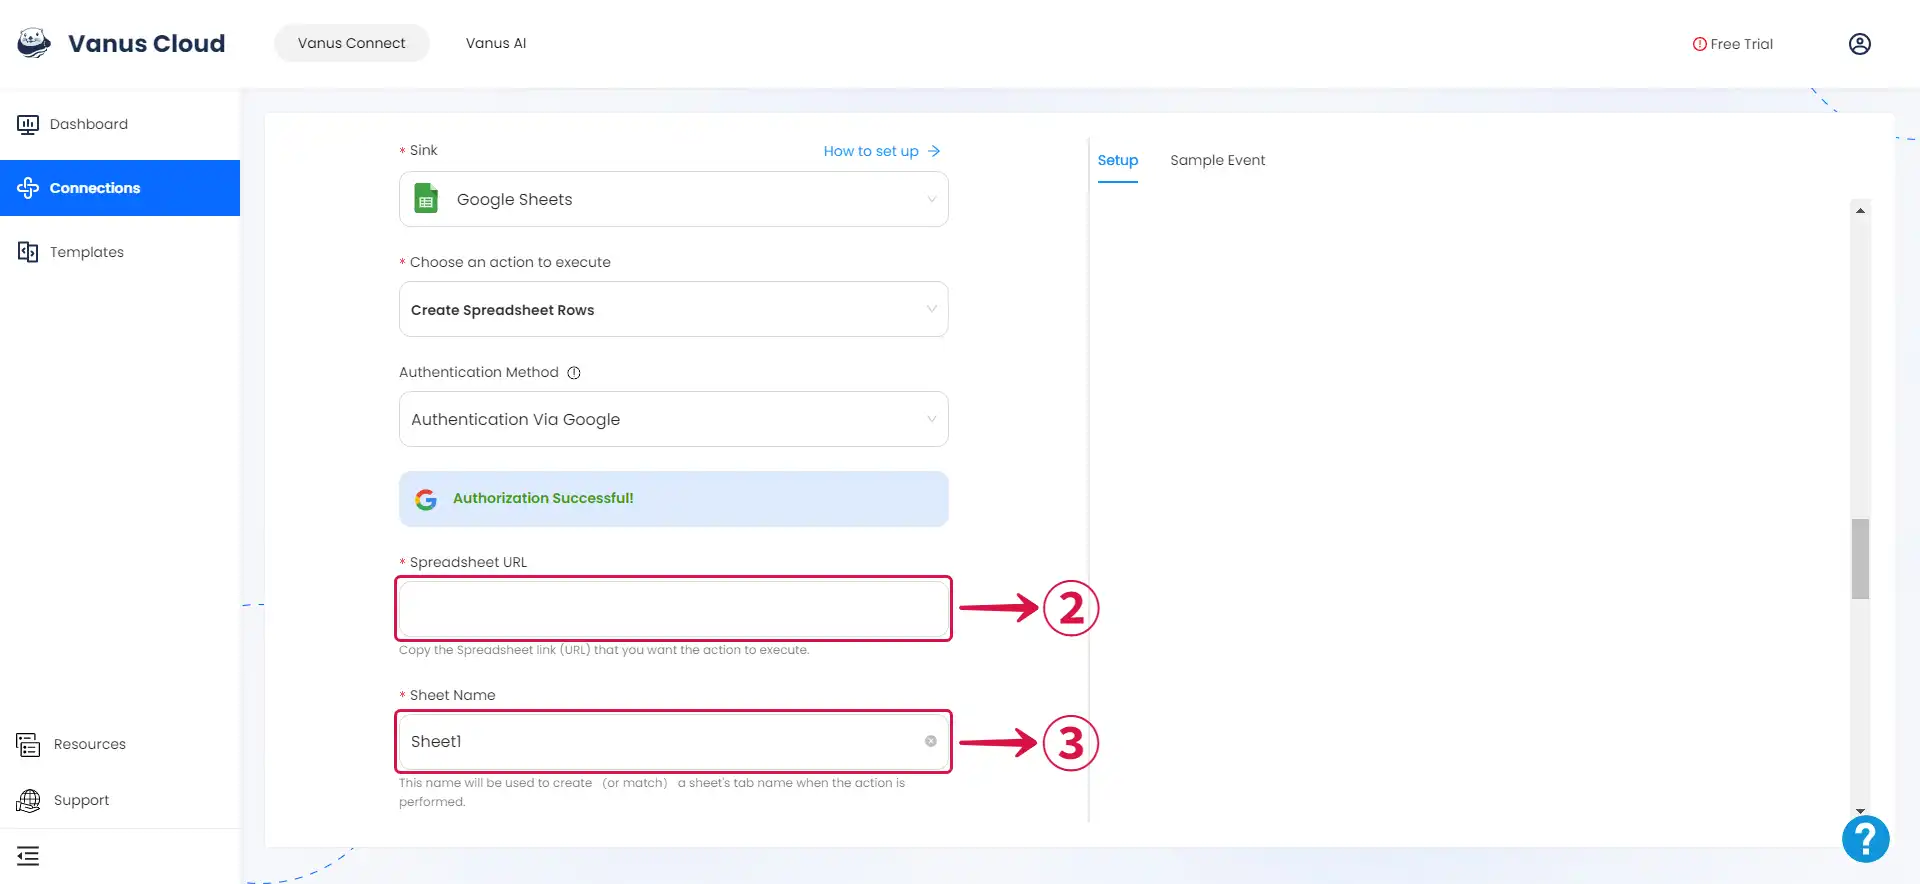 Vanus Cloud
Vanus Connect
Vanus AI
Free Trial
Dashboard
Connections
Templates
Resources
Support
* Sink
How to set up →
Google Sheets
* Choose an action to execute
Create Spreadsheet Rows
Authentication Method
Authentication Via Google
Authorization Successful!
* Spreadsheet URL
2
Copy the Spreadsheet link (URL) that you want the action to execute.
* Sheet Name
Sheet1
3
This name will be used to create （or match） a sheet's tab name when the action is
performed.
Setup
Sample Event
?